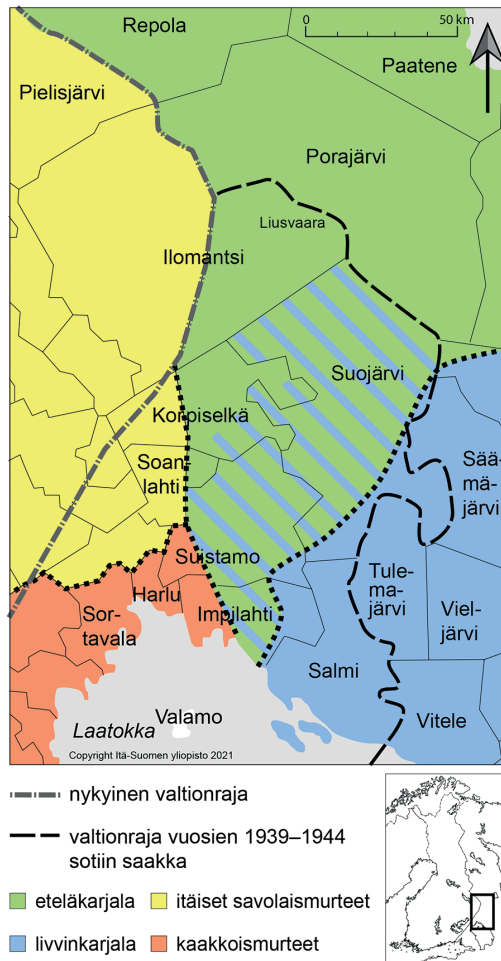 0 50 km
Repola
Paatene
Pielisjärvi
Porajärvi
Liusvaara
Ilomantsi
Suojärvi
Korpiselkä
Soan-
lahti
Sää-
mä-
järvi
Suistamo
Tule-
ma-
järvi
Harlu
Impilahti
Sor-
tavala
Viel-
järvi
Salmi
Valamo
Vitele
Laatokka
Copyright Itä-Suomen yliopisto 2021
nykyinen valtionraja
valtionraja vuosien 1939–1944
sotiin saakka
eteläkarjala itäiset savolaismurteet
livvinkarjala kaakkoismurteet